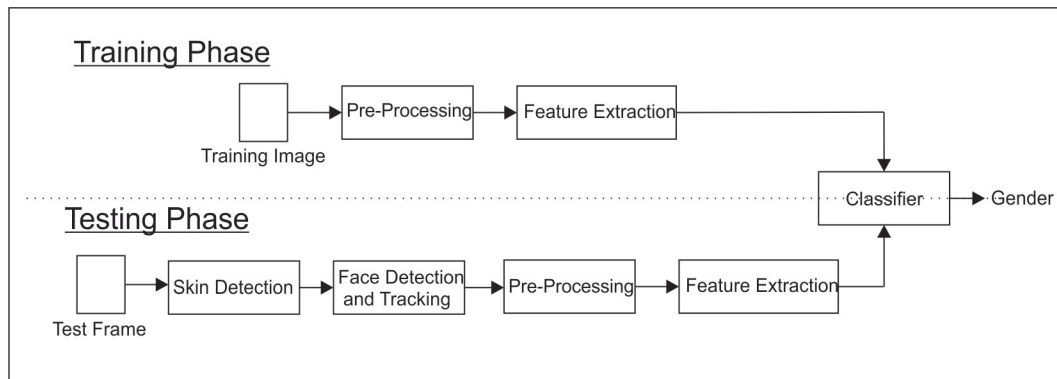 Training Phase
Pre-Processing
Feature Extraction
Training Image
Classifier
Gender
Testing Phase
Skin Detection
Face Detection
and Tracking
Pre-Processing
Feature Extraction
Test Frame